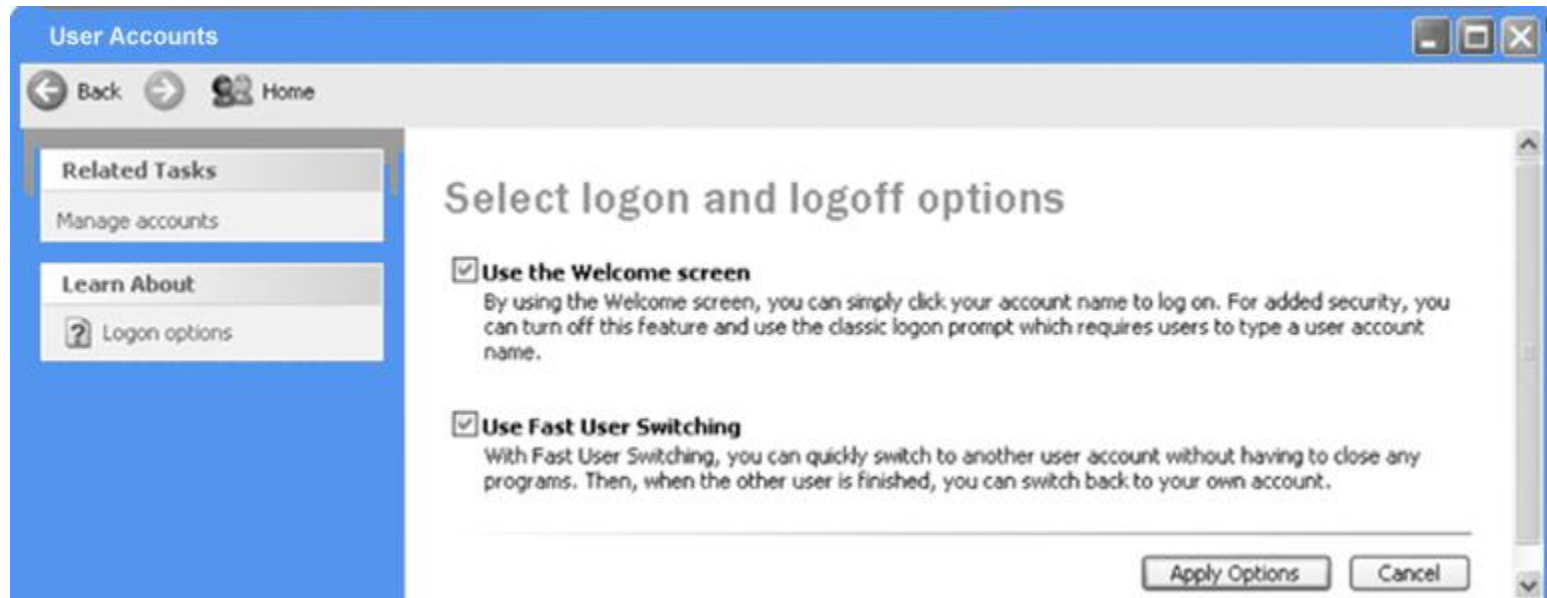 User Accounts
Back Home
Related Tasks
Manage accounts
Learn About
Logon options
Select logon and logoff options
Use the Welcome screen
By using the Welcome screen, you can simply click your account name to log on. For added security, you
can turn off this feature and use the classic logon prompt which requires users to type a user account
name.
Use Fast User Switching
With Fast User Switching, you can quickly switch to another user account without having to close any
programs. Then, when the other user is finished, you can switch back to your own account.
Apply Options Cancel